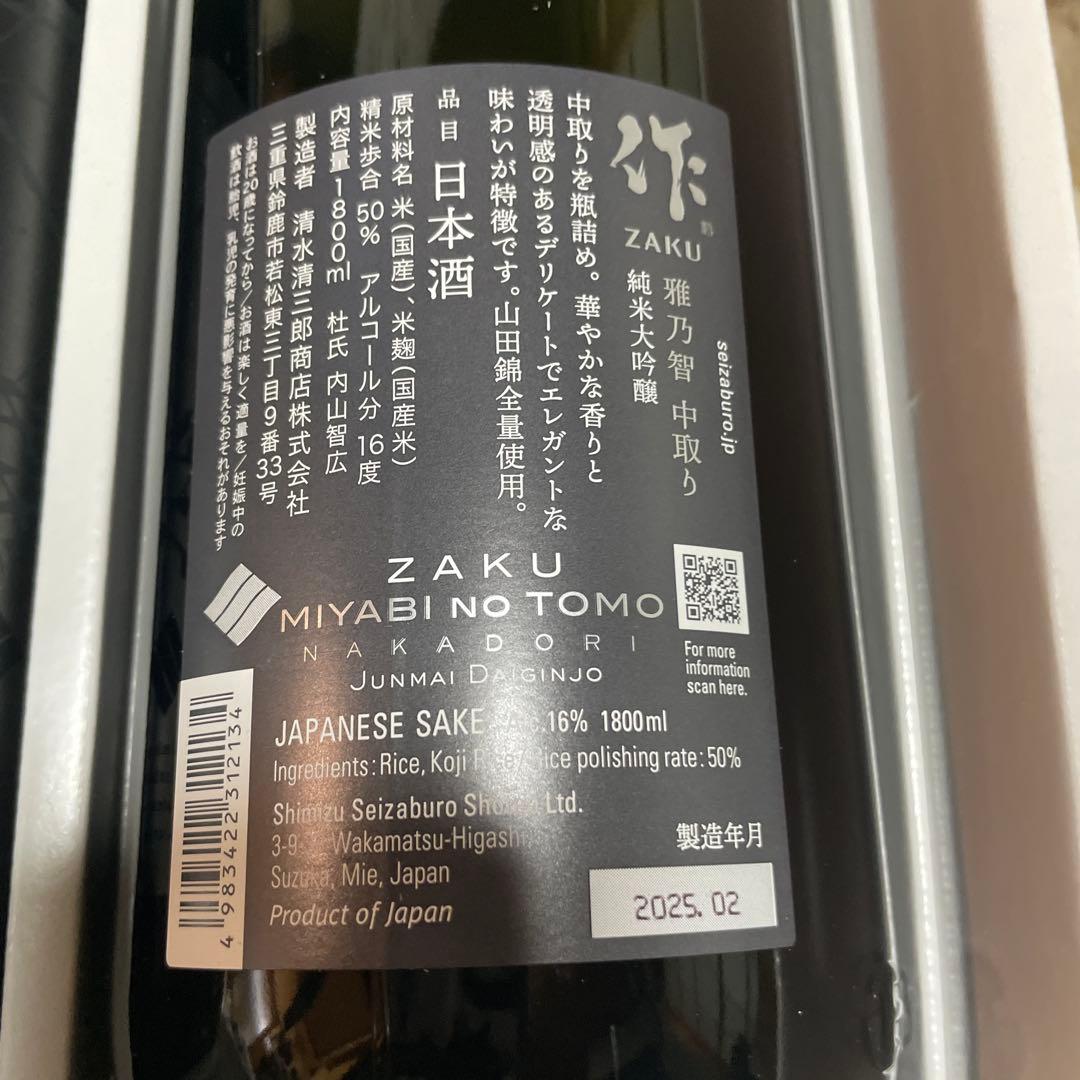 作
ZAKU
seizaburo.jp
雅乃智 中取り
純米大吟醸
中取りを瓶詰め。華やかな香りと
透明感のあるデリケートでエレガントな
味わいが特徴です。山田錦全量使用。
品目 日本酒
原材料名 米(国産)、米麹(国産米)
精米歩合 50% アルコール分 16度
内容量 1800ml 杜氏 内山智広
製造者 清水清三郎商店株式会社
三重県鈴鹿市若松東三丁目9番33号
お酒は20歳になってから/お酒は楽しく適量を/妊娠中の
飲酒は胎児、乳児の発育に悪影響を与えるおそれがあります
ZAKU
MIYABI NO TOMO
NAKADORI
JUNMAI DAIGINJO
For more
information
scan here.
JAPANESE SAKE 16% 1800ml
Ingredients: Rice, Koji polishing rate: 50%
Shimizu Seizaburo Ltd.
Wakamatsu-Higashi,
Suzuka, Mie, Japan
Product of Japan
製造年月
2025. 02
4 983422 312134